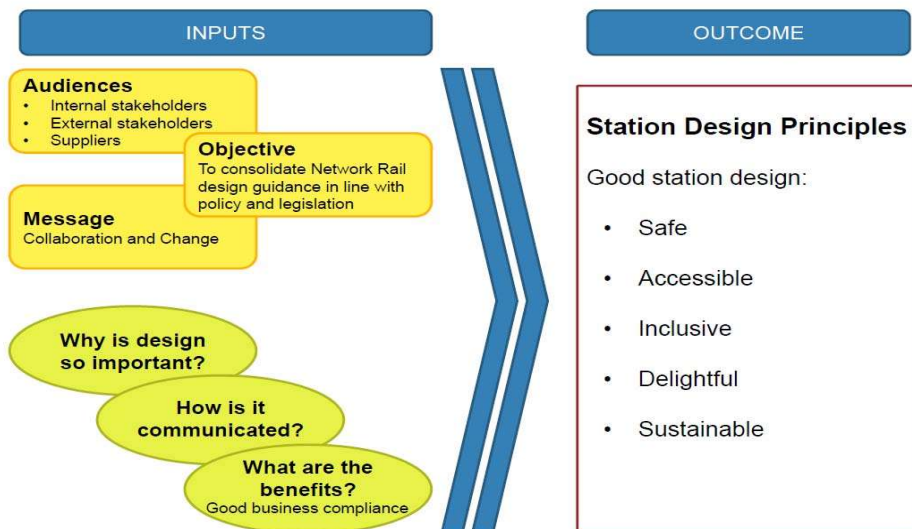 INPUTS
Audiences
• Internal stakeholders
• External stakeholders
• Suppliers
Objective
To consolidate Network Rail
design guidance in line with
policy and legislation
Message
Collaboration and Change
Why is design
so important?
How is it
communicated?
What are the
benefits?
Good business compliance
OUTCOME
Station Design Principles
Good station design:
• Safe
• Accessible
• Inclusive
• Delightful
• Sustainable